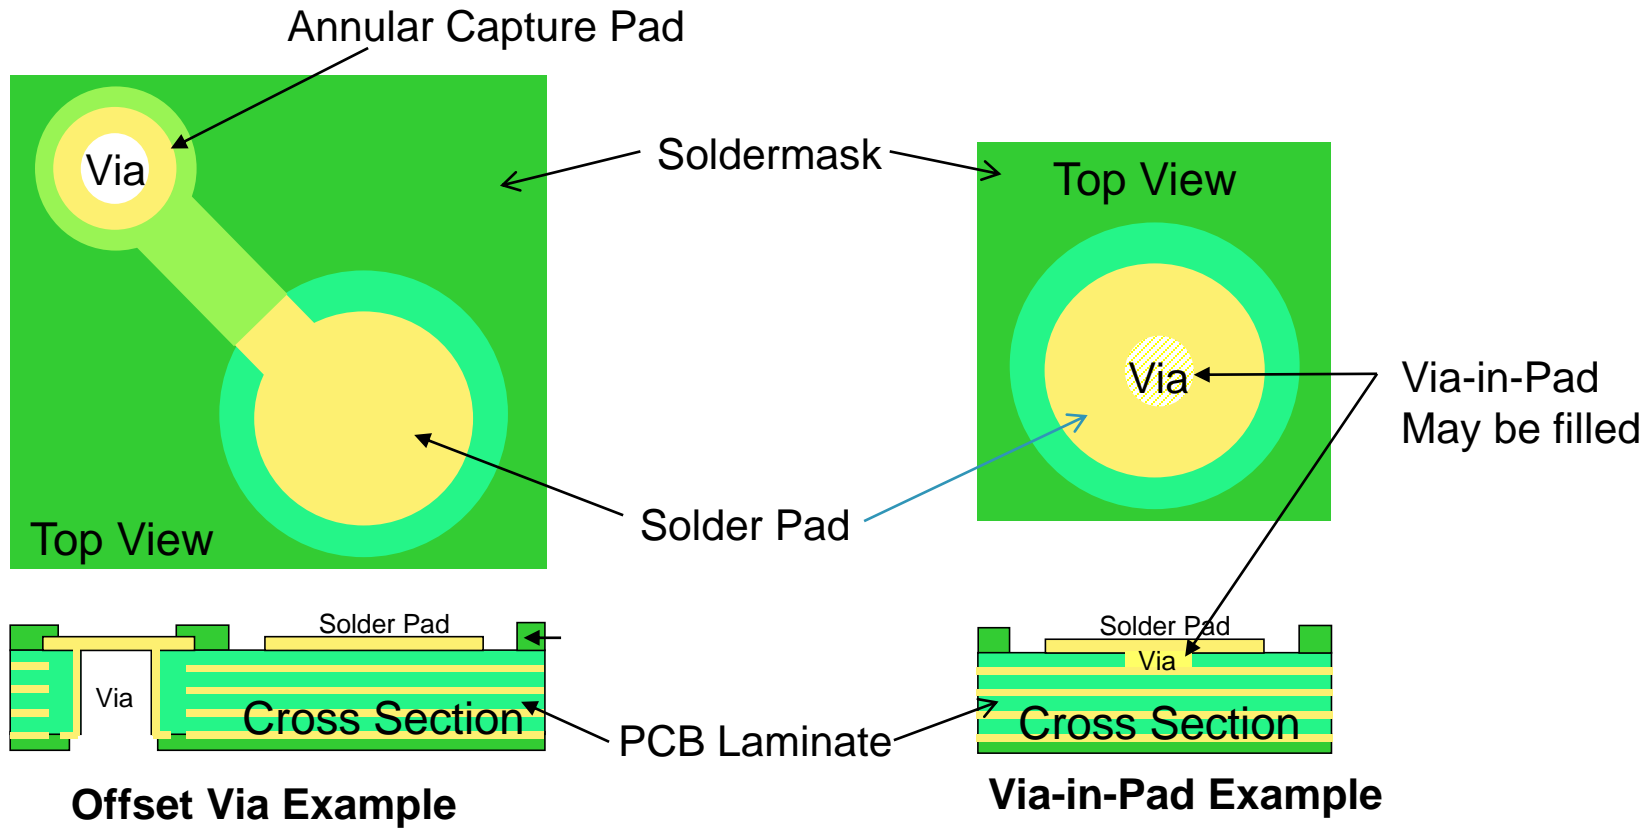 Annular Capture Pad
Via
Soldermask
Top View
Via
Via-in-Pad
May be filled
Solder Pad
Top View
Solder Pad
Via
Cross Section
PCB Laminate
Solder Pad
Via
Cross Section
Offset Via Example
Via-in-Pad Example